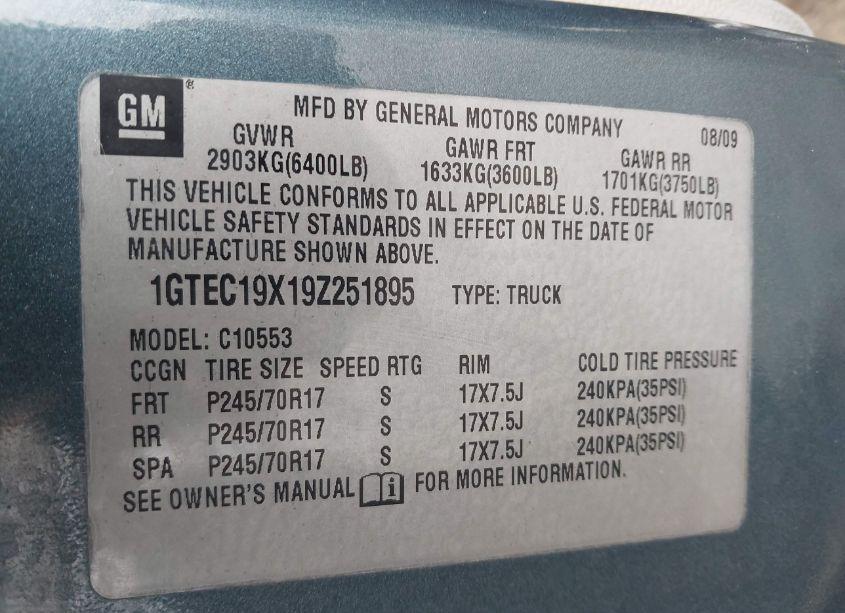 GM ®
MFD BY GENERAL MOTORS COMPANY 08/09
GVWR GAWR FRT GAWR RR
2903KG(6400LB) 1633KG(3600LB) 1701KG(3750LB)
THIS VEHICLE CONFORMS TO ALL APPLICABLE U.S. FEDERAL MOTOR
VEHICLE SAFETY STANDARDS IN EFFECT ON THE DATE OF
MANUFACTURE SHOWN ABOVE.
1GTEC19X19Z251895 TYPE: TRUCK
MODEL: C10553
CCGN TIRE SIZE SPEED RTG RIM COLD TIRE PRESSURE
FRT P245/70R17 S 17X7.5J 240KPA(35PSI)
RR P245/70R17 S 17X7.5J 240KPA(35PSI)
SPA P245/70R17 S 17X7.5J 240KPA(35PSI)
SEE OWNER'S MANUAL i FOR MORE INFORMATION.